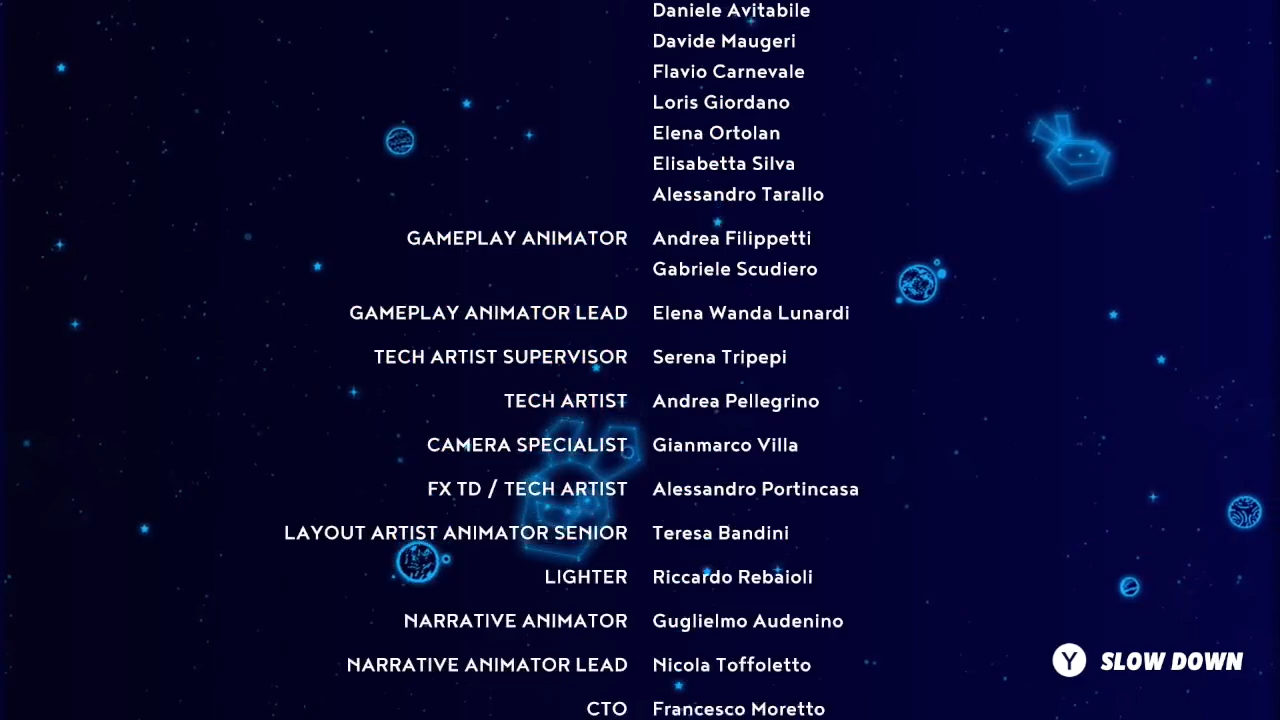 Daniele Avitabile
Davide Maugeri
Flavio Carnevale
Loris Giordano
Elena Ortolan
Elisabetta Silva
Alessandro Tarallo
GAMEPLAY ANIMATOR Andrea Filippetti
Gabriele Scudiero
GAMEPLAY ANIMATOR LEAD Elena Wanda Lunardi
TECH ARTIST SUPERVISOR Serena Tripepi
TECH ARTIST Andrea Pellegrino
CAMERA SPECIALIST Gianmarco Villa
FX TD / TECH ARTIST Alessandro Portincasa
LAYOUT ARTIST ANIMATOR SENIOR Teresa Bandini
LIGHTER Riccardo Rebaioli
NARRATIVE ANIMATOR Guglielmo Audenino
NARRATIVE ANIMATOR LEAD Nicola Toffoletto
Y SLOW DOWN
CTO Francesco Moretto